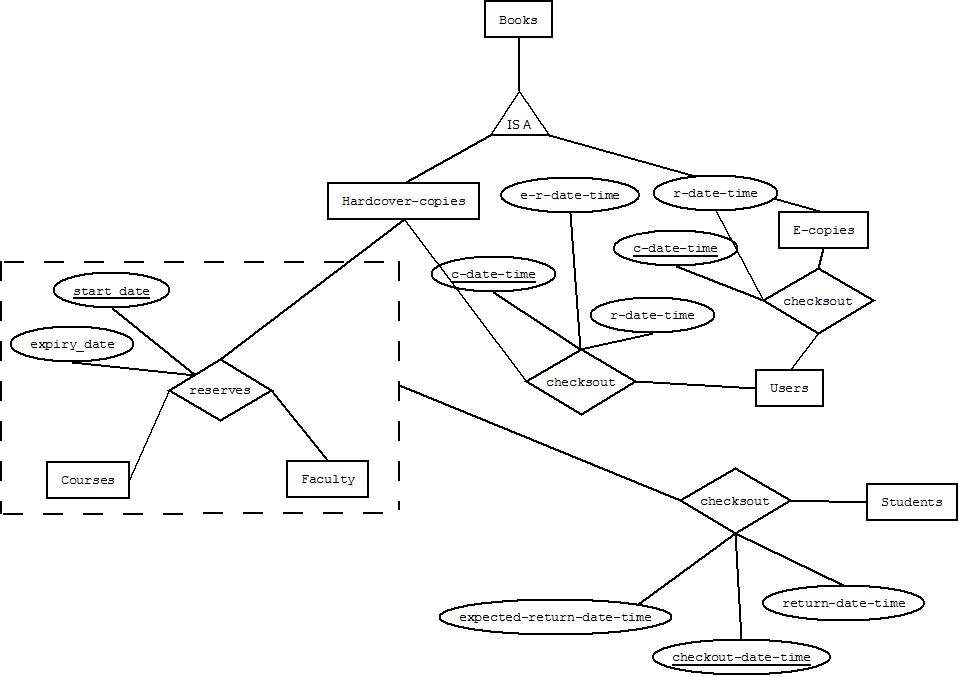 Books
IS A
Hardcover-copies
e-r-date-time
r-date-time
E-copies
c-date-time
c-date-time
start_date
checksout
r-date-time
expiry_date
reserves
checksout
Users
Courses
Faculty
checksout
Students
expected-return-date-time
return-date-time
checkout-date-time